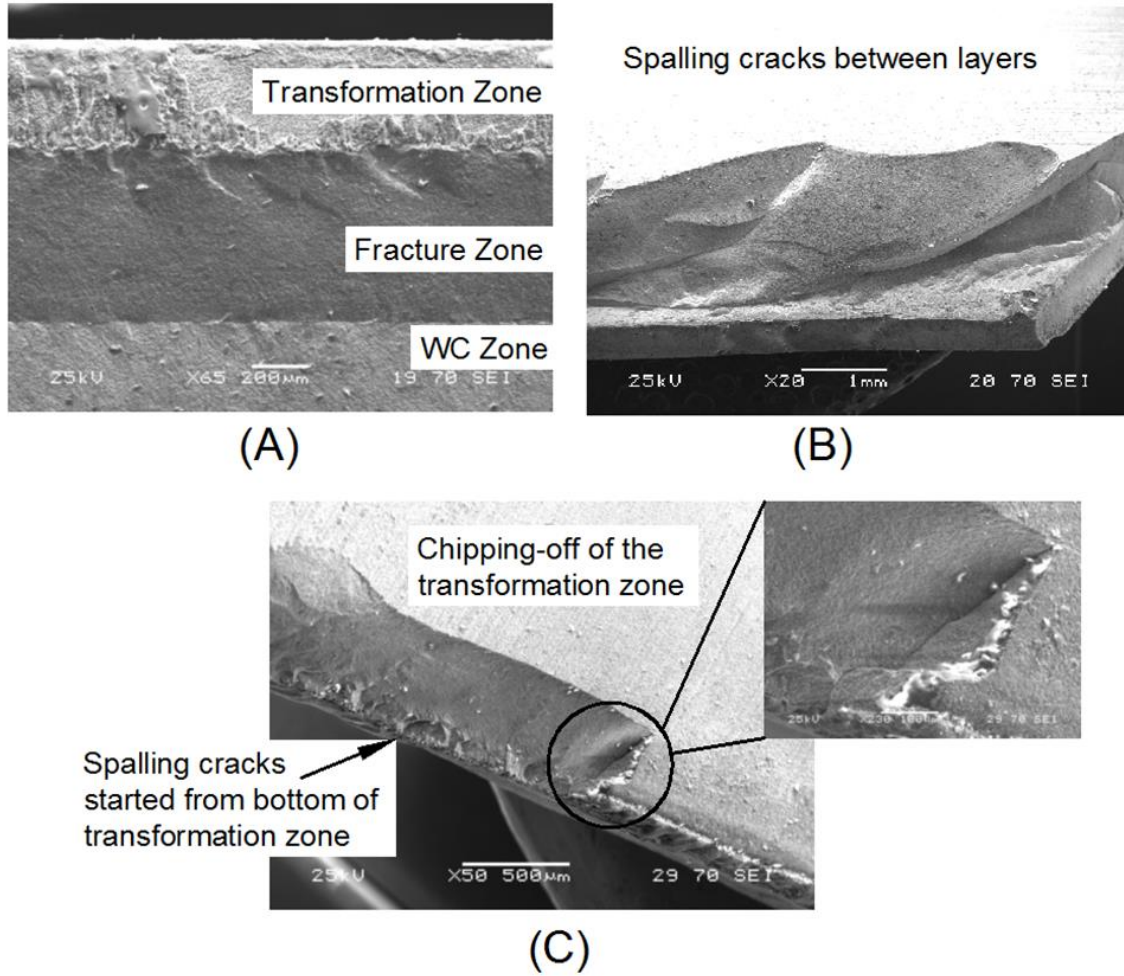 Transformation Zone
Fracture Zone
WC Zone
25kV X65 200μm 19 70 SEI
(A)
Spalling cracks between layers
25kV X20 1mm 20 70 SEI
(B)
Chipping-off of the
transformation zone
Spalling cracks
started from bottom of
transformation zone
25kV X50 500μm 29 70 SEI
25kV X230 100μm 29 70 SEI
(C)